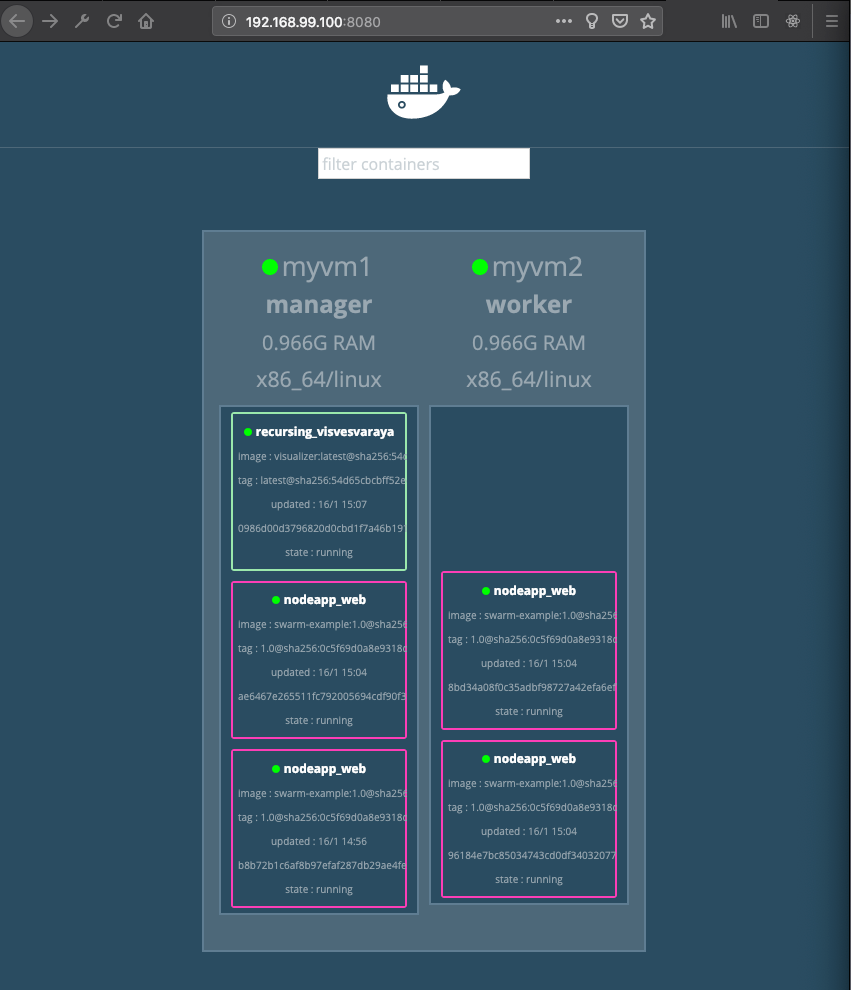 192.168.99.100:8080
filter containers
myvm1
manager
0.966G RAM
x86_64/linux
recursing_visvesvaraya
image : visualizer:latest@sha256:54d
tag : latest@sha256:54d65cbcbff52e
updated : 16/1 15:07
0986d00d3796820d0cbd1f7a46b19
state : running
nodeapp_web
image : swarm-example:1.0@sha256
tag : 1.0@sha256:0c5f69d0a8e9318d
updated : 16/1 15:04
ae6467e265511fc792005694cdf90f3
state : running
nodeapp_web
image : swarm-example:1.0@sha256
tag : 1.0@sha256:0c5f69d0a8e9318d
updated : 16/1 14:56
b8b72b1c6af8b97efaf287db29ae4fe
state : running
myvm2
worker
0.966G RAM
x86_64/linux
nodeapp_web
image : swarm-example:1.0@sha256
tag : 1.0@sha256:0c5f69d0a8e9318d
updated : 16/1 15:04
8bd34a08f0c35adbf98727a42efa6ef
state : running
nodeapp_web
image : swarm-example:1.0@sha256
tag : 1.0@sha256:0c5f69d0a8e9318d
updated : 16/1 15:04
96184e7bc85034743cd0df34032077
state : running